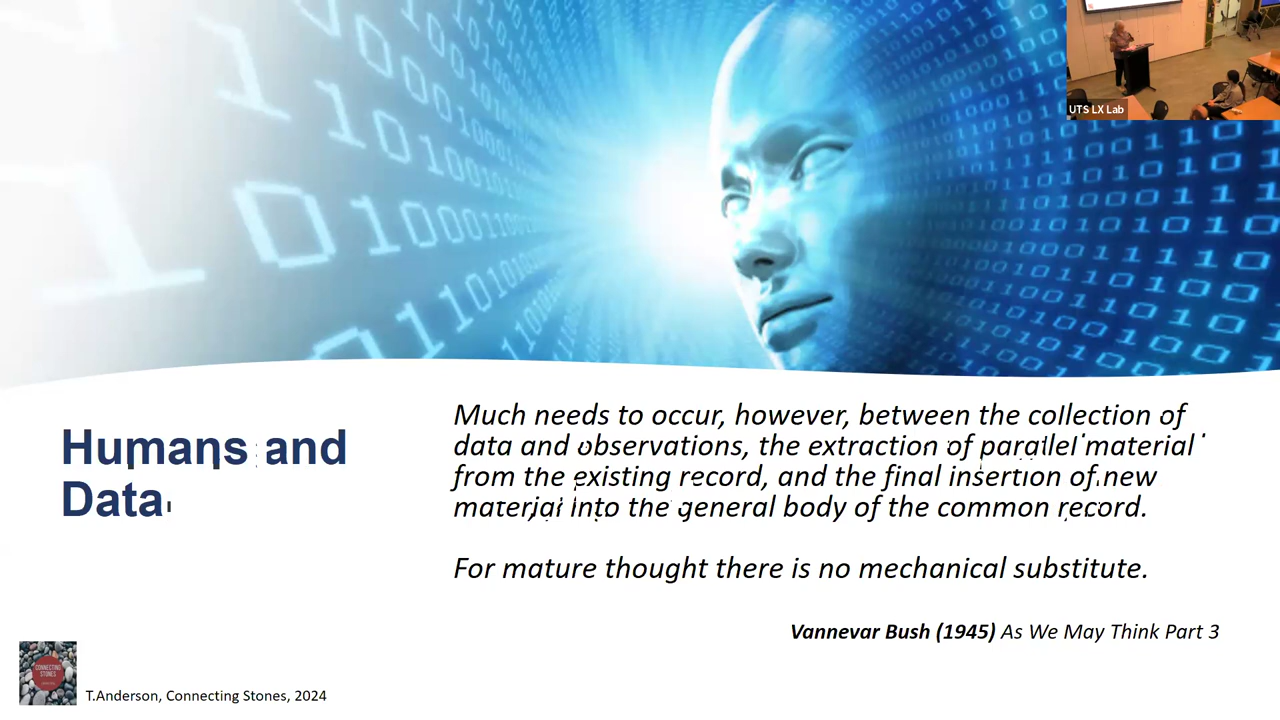 UTS LX Lab
Humans and
Data
Much needs to occur, however, between the collection of
data and observations, the extraction of parallel material
from the existing record, and the final insertion of new
material into the general body of the common record.
For mature thought there is no mechanical substitute.
Vannevar Bush (1945) As We May Think Part 3
CONNECTING
STONES
T.Anderson, Connecting Stones, 2024